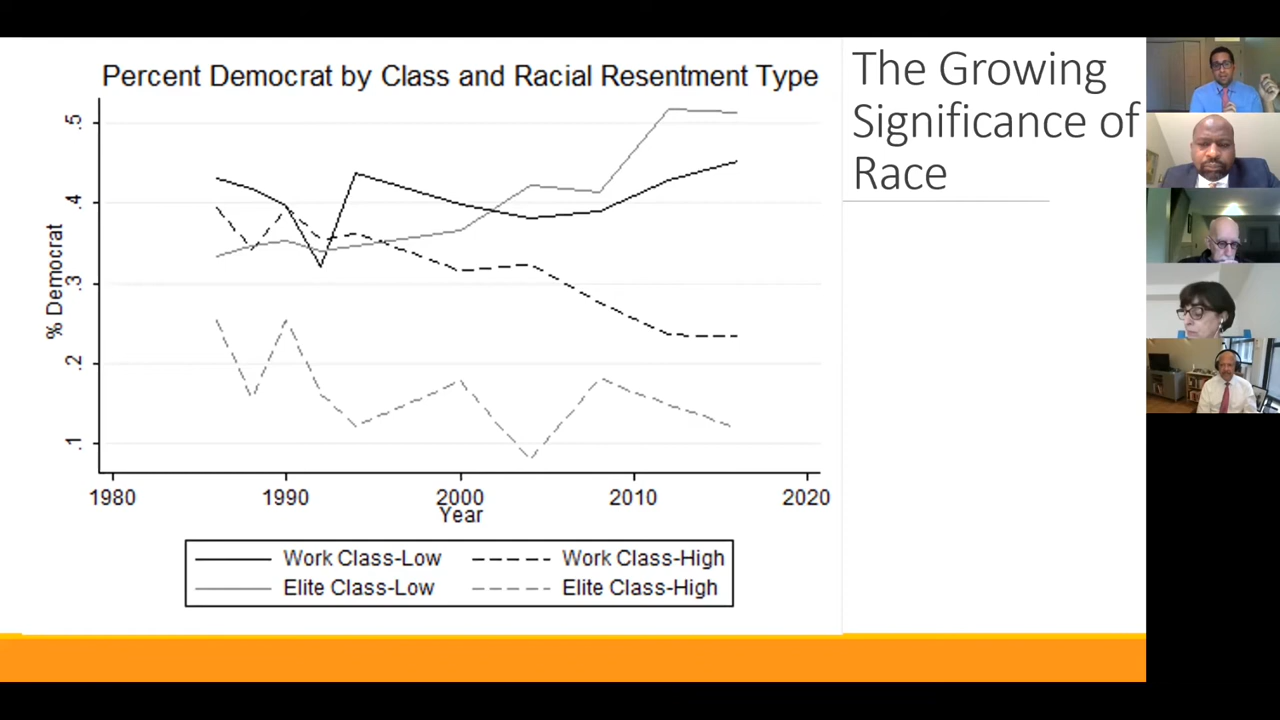 Percent Democrat by Class and Racial Resentment Type
The Growing
Significance of
Race
% Democrat
.5
.4
.3
.2
.1
1980 1990 2000 2010 2020
Year
Work Class-Low Work Class-High
Elite Class-Low Elite Class-High